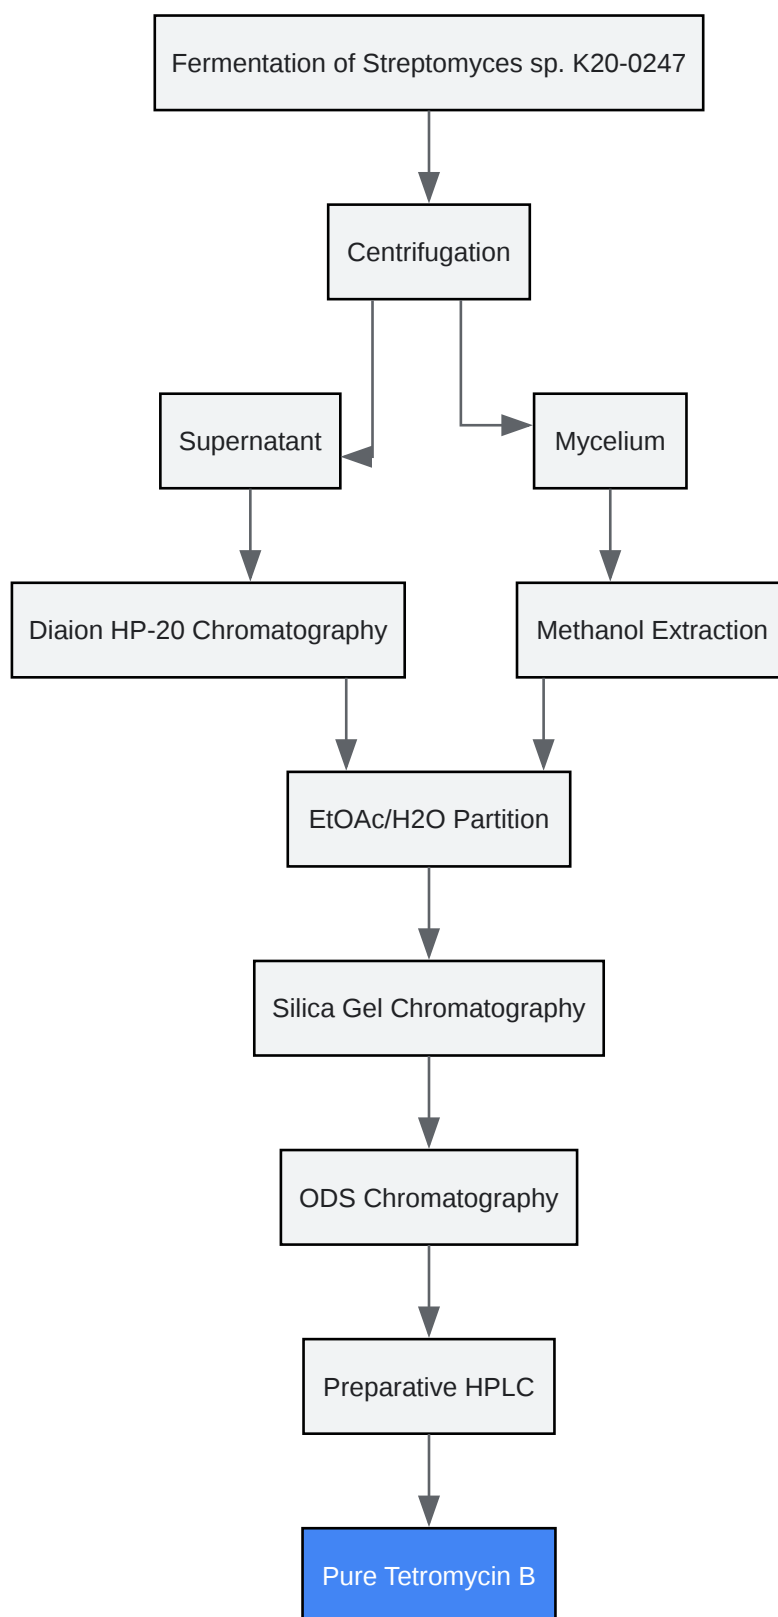 Fermentation of Streptomyces sp. K20-0247
Centrifugation
Supernatant
Mycelium
Diaion HP-20 Chromatography
Methanol Extraction
EtOAc/H2O Partition
Silica Gel Chromatography
ODS Chromatography
Preparative HPLC
Pure Tetromycin B